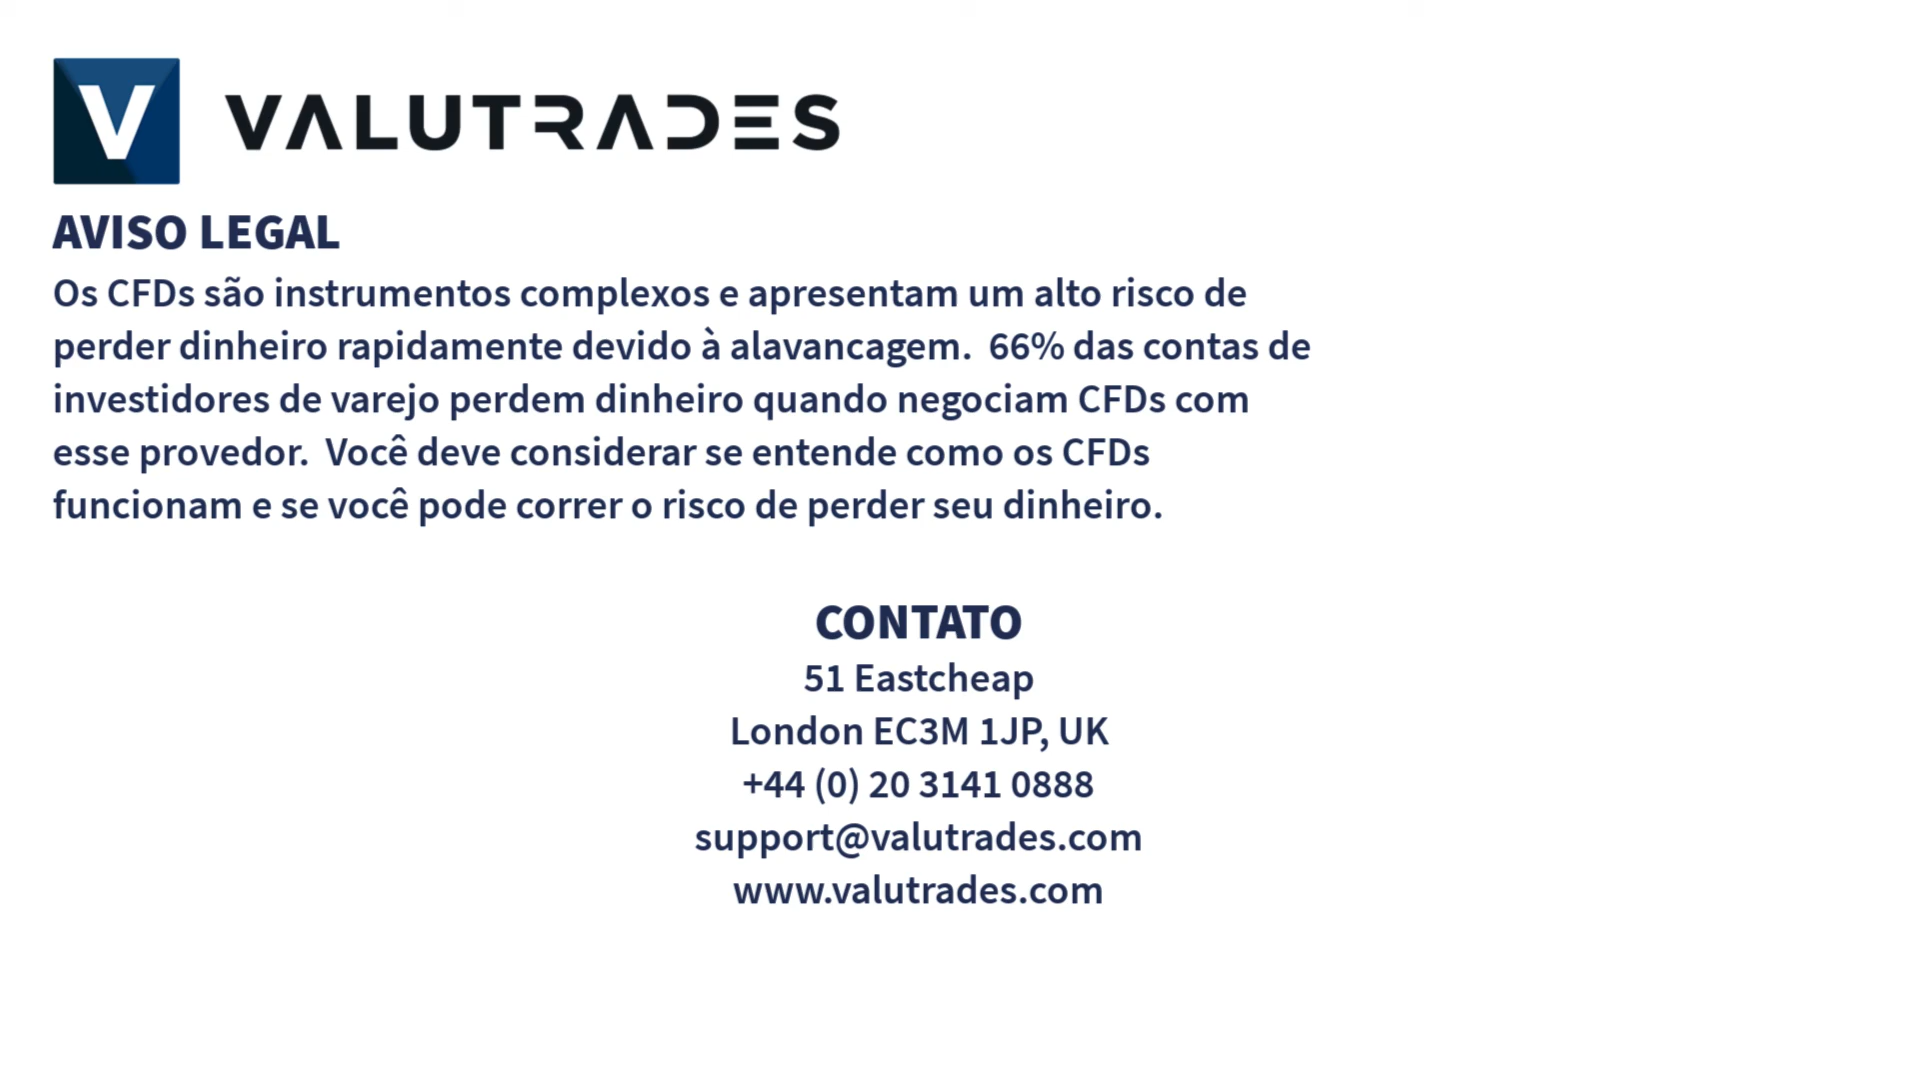 V VALUTRADES
AVISO LEGAL
Os CFDs são instrumentos complexos e apresentam um alto risco de
perder dinheiro rapidamente devido à alavancagem.  66% das contas de
investidores de varejo perdem dinheiro quando negociam CFDs com
esse provedor.  Você deve considerar se entende como os CFDs
funcionam e se você pode correr o risco de perder seu dinheiro.
CONTATO
51 Eastcheap
London EC3M 1JP, UK
+44 (0) 20 3141 0888
support@valutrades.com
www.valutrades.com